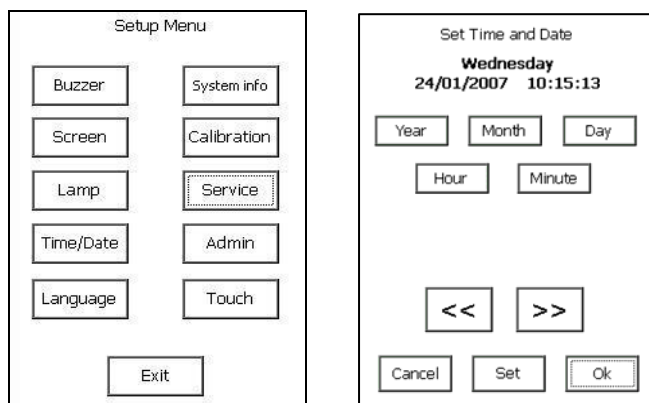 Setup Menu
Buzzer
System info
Screen
Calibration
Lamp
Service
Time/Date
Admin
Language
Touch
Exit
Set Time and Date
Wednesday
24/01/2007 10:15:13
Year
Month
Day
Hour
Minute
<<
>>
Cancel
Set
Ok